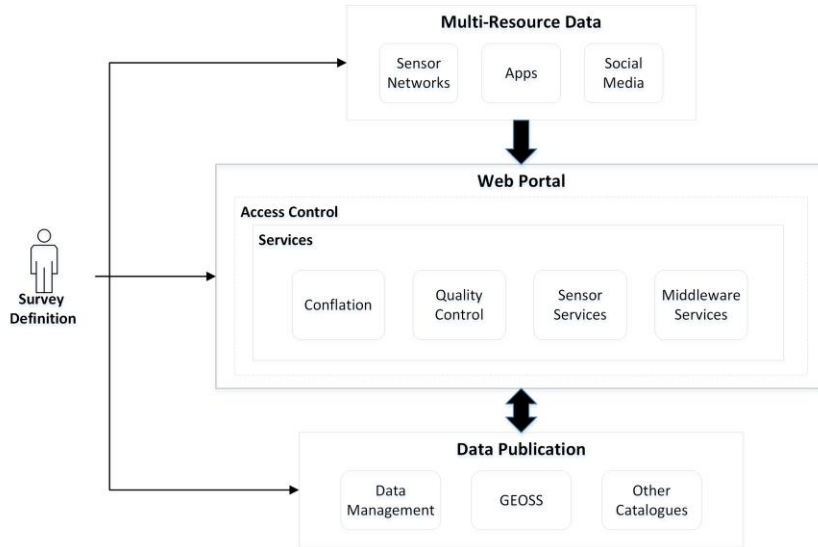 Multi-Resource Data
Sensor
Networks
Apps
Social
Media
Web Portal
Access Control
Services
Conflation
Quality
Control
Sensor
Services
Middleware
Services
Survey
Definition
Data Publication
Data
Management
GEOSS
Other
Catalogues